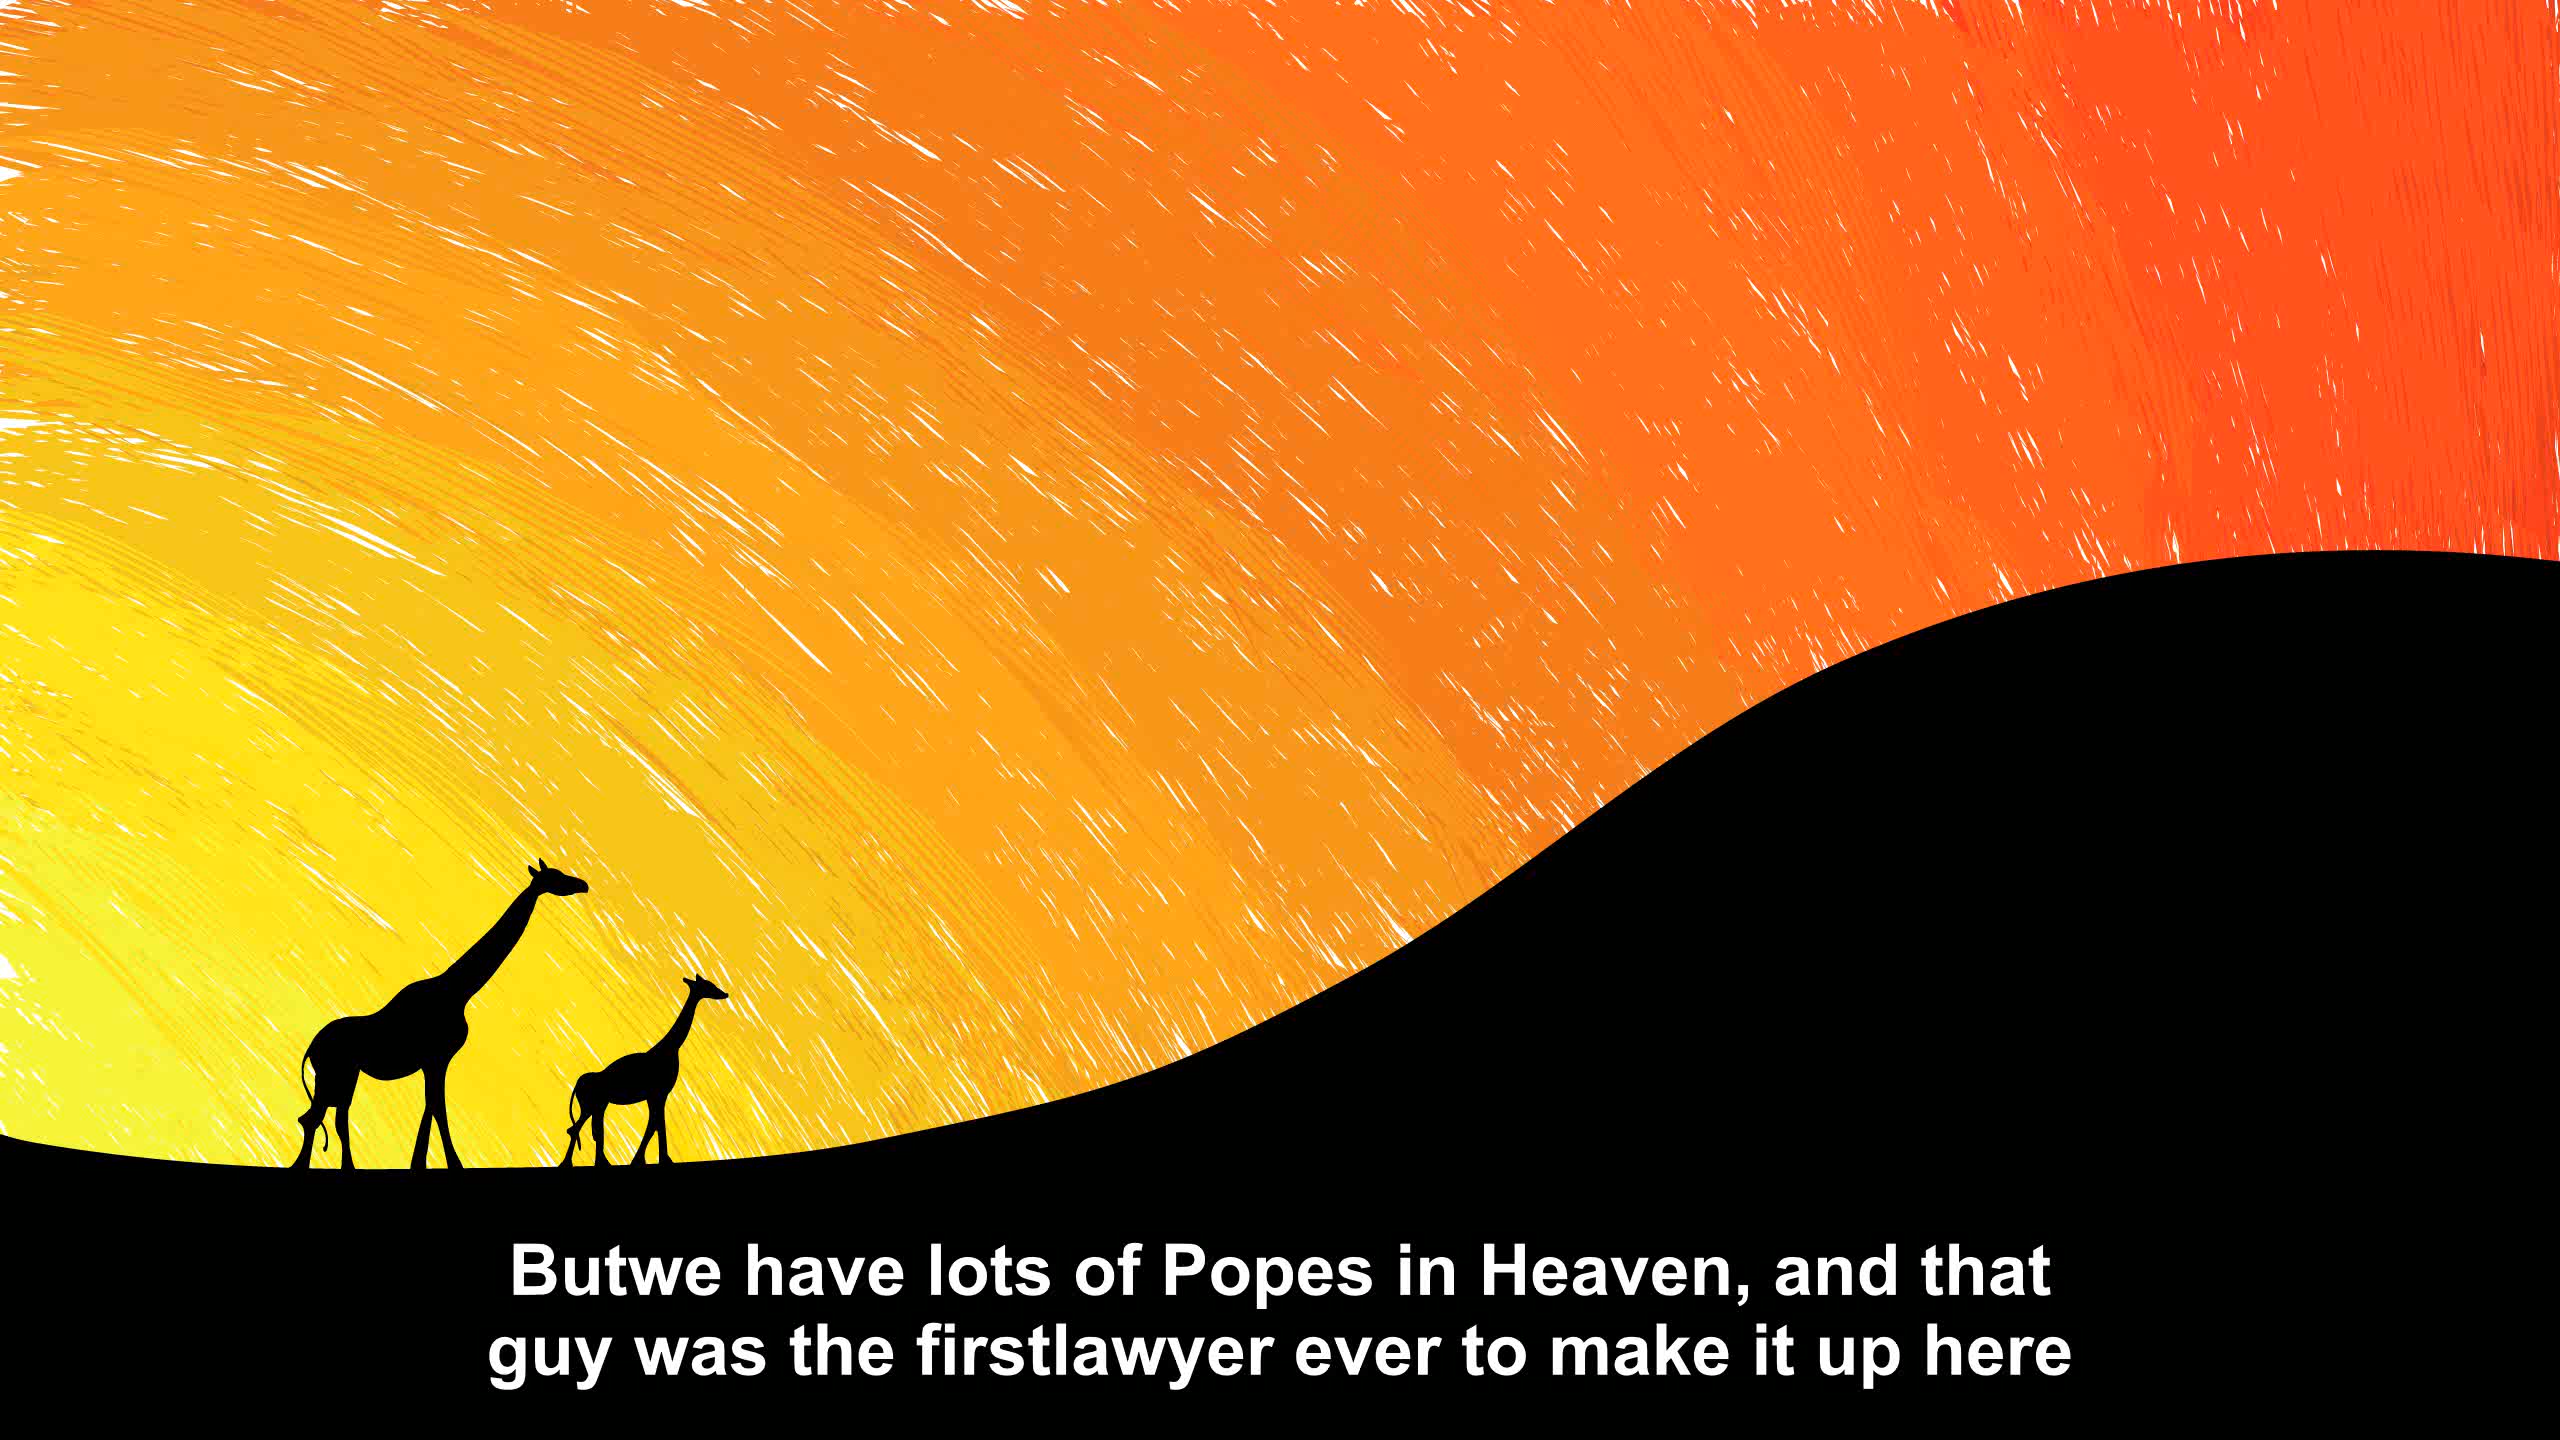 Butwe have lots of Popes in Heaven, and that
guy was the firstlawyer ever to make it up here